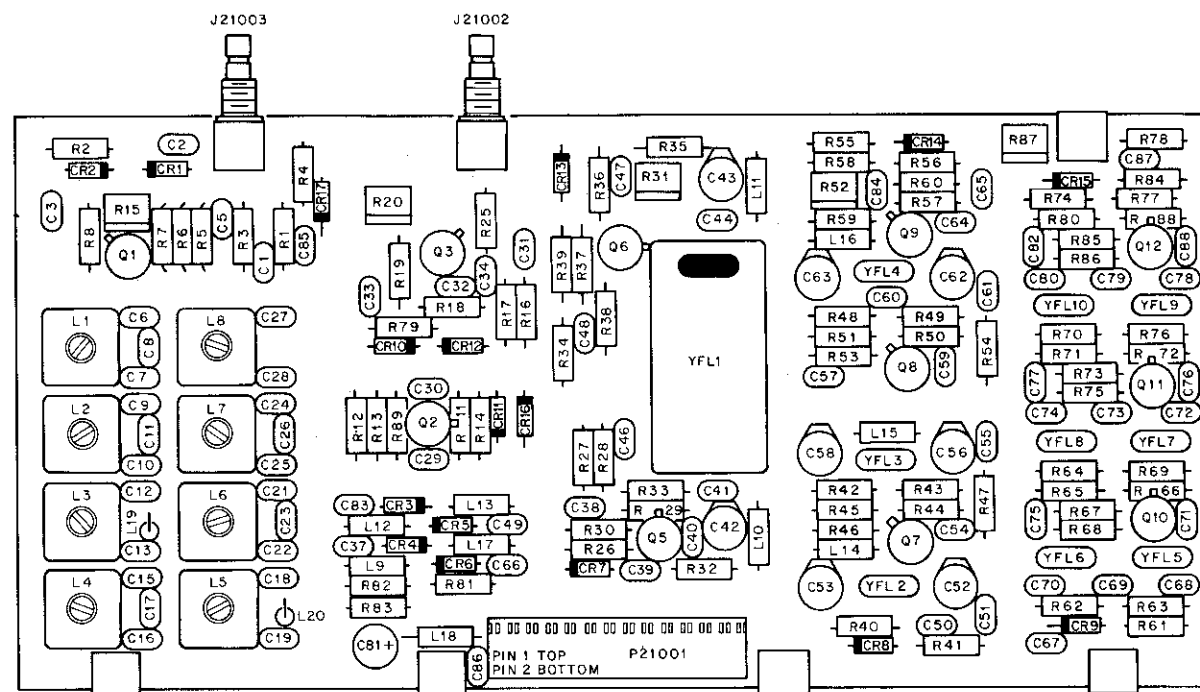 J21003 J21002
R2 C2 CR2 CR1 R4 CR17
C3 R8 R15 Q1 R7 R6 R5 C5 R3 C1 R1 C85
R20 R19 C33 Q3 R25 C34 C32 R18 C31 R17 R16
R79 CR10 CR12
CR13 R36 C47 R35 R31 C43 L11 C44
R39 R37 Q6 R38 C48 R34
YFL1
R55 R58 R52 C84 R59 L16
CR14 R56 R60 R57 C65 C64 Q9
C63 YFL4 C62 C60 C61
R48 R51 R53 C57 R49 R50 Q8 C59 R54
R87 R78 C87 CR15 R84 R74 R77 R80 R88
C82 R85 R86 Q12 C88 C80 C79 C78
YFL10 YFL9
R70 R71 R76 R72 C77 R73 R75 Q11 C76 C74 C73 C72
YFL8 YFL7
L1 C6 C8 C7 L8 C27 C28
L2 C9 C11 C10 L7 C24 C26 C25
L3 C12 L19 C13 L6 C21 C23 C22
L4 C15 C17 C16 L5 C18 L20 C19
C30 R12 R13 R89 Q2 R11 R14 CR11 CR16 C29
C83 CR3 L13 L12 CR5 C49 C37 CR4 L17
L9 CR6 C66 R82 R81 R83
C81+ L18 C86
R27 R28 C46
C38 R33 C41 R29 R30 Q5 C40 C42 L10
R26 CR7 C39 R32
C58 L15 YFL3 C56 C55
R42 R45 R46 L14 R43 R44 Q7 C54 R47
C53 YFL2 C52 C51
R40 C50 CR8 R41
R64 R65 R69 R66 C75 R67 R68 Q10 C71
YFL6 YFL5
C70 C69 C68 R62 R63 CR9 R61 C67
PIN 1 TOP P21001
PIN 2 BOTTOM